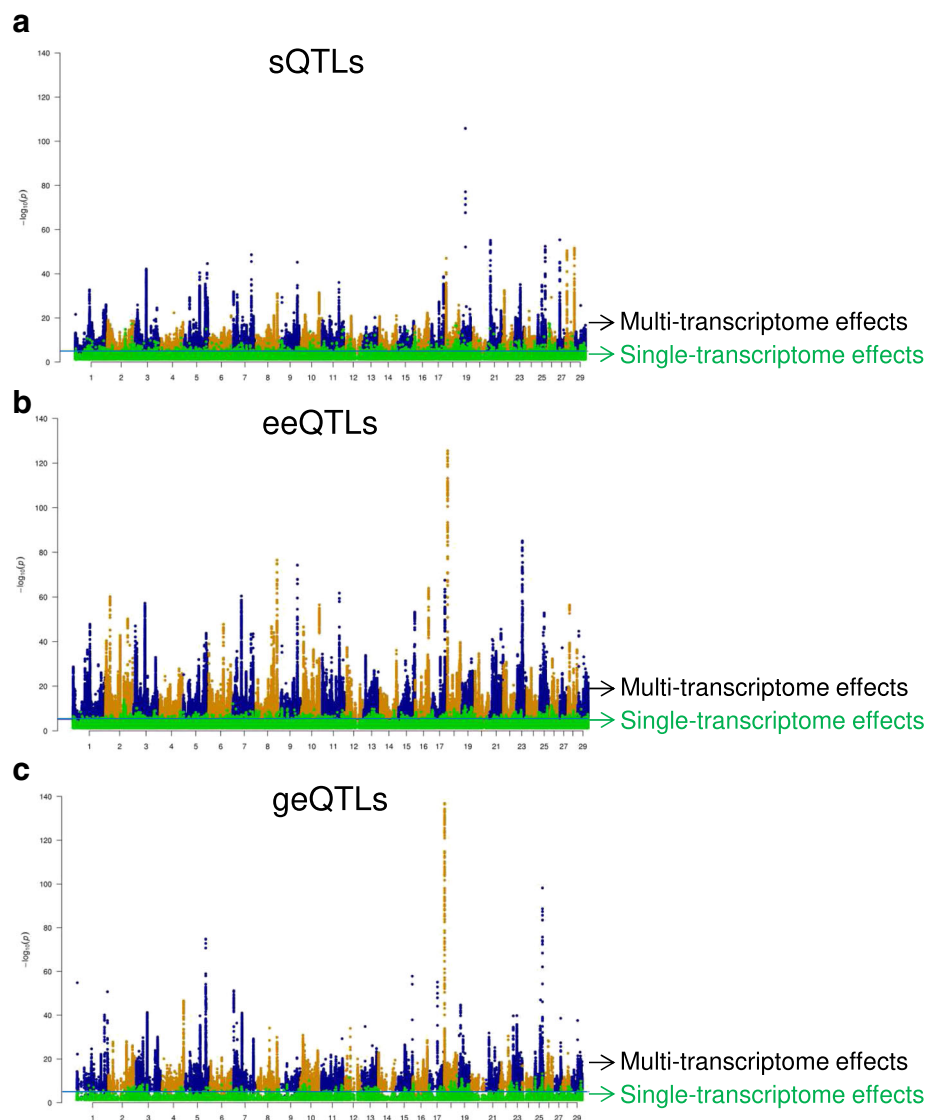 a
sQTLs
140
120
100
80
60
40
20
0
−log10(p)
1 2 3 4 5 6 7 8 9 10 11 12 13 14 15 16 17 19 21 23 25 27 29
Multi-transcriptome effects
Single-transcriptome effects
b
eeQTLs
140
120
100
80
60
40
20
0
−log10(p)
1 2 3 4 5 6 7 8 9 10 11 12 13 14 15 16 17 19 21 23 25 27 29
Multi-transcriptome effects
Single-transcriptome effects
c
geQTLs
140
120
100
80
60
40
20
0
−log10(p)
1 2 3 4 5 6 7 8 9 10 11 12 13 14 15 16 17 19 21 23 25 27 29
Multi-transcriptome effects
Single-transcriptome effects